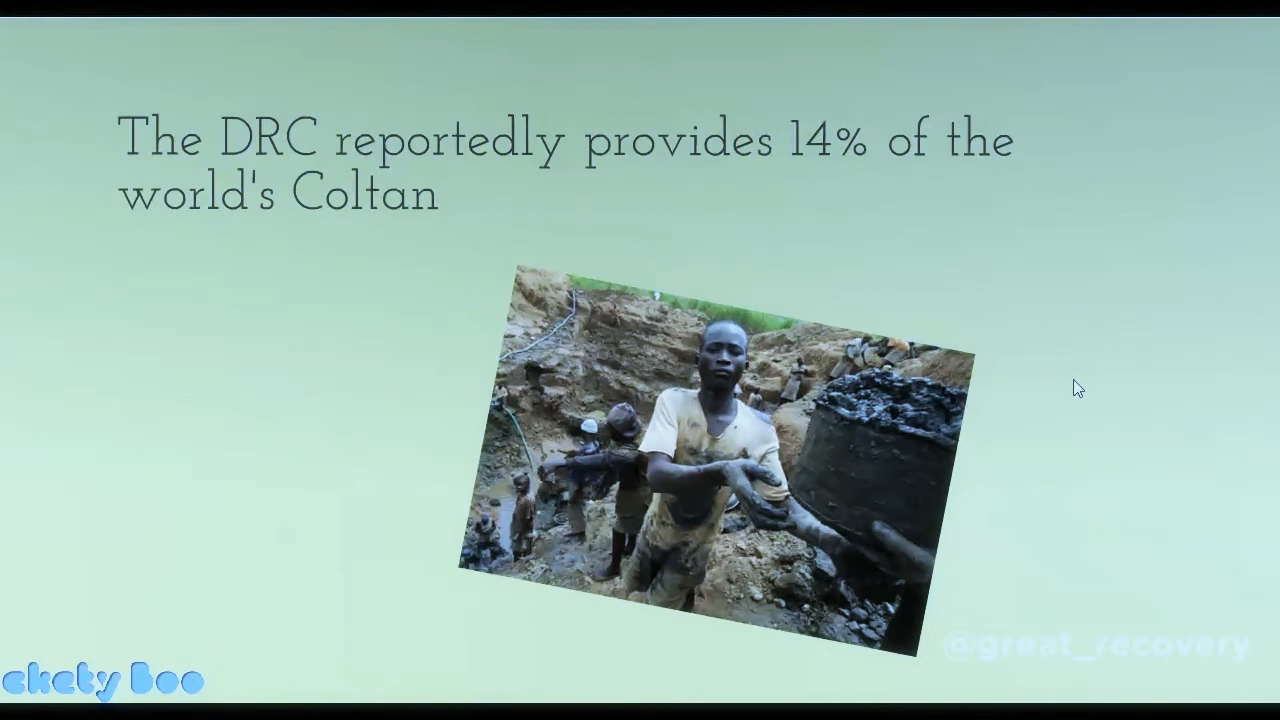 The DRC reportedly provides 14% of the
world's Coltan
@great_recovery
ckety Boo